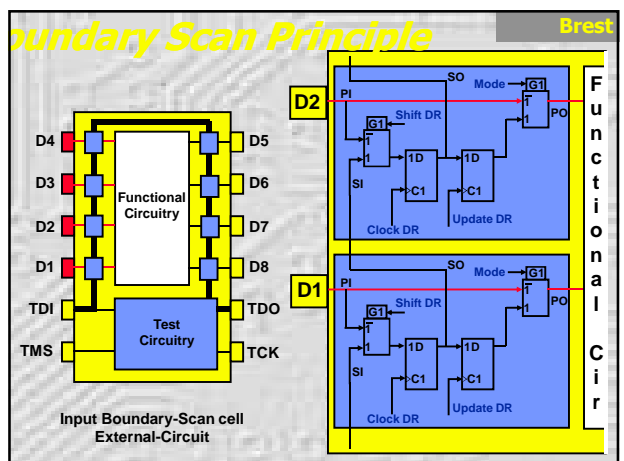 oundary Scan Principle
Brest
D4
D3
D2
D1
TDI
TMS
Functional
Circuitry
Test
Circuitry
D5
D6
D7
D8
TDO
TCK
Input Boundary-Scan cell
External-Circuit
D2
PI
SO
Mode
G1
1
1
PO
G1
Shift DR
1
1
SI
1D
C1
1D
C1
Clock DR
Update DR
D1
PI
SO
Mode
G1
1
1
PO
G1
Shift DR
1
1
SI
1D
C1
1D
C1
Clock DR
Update DR
Functional Cir